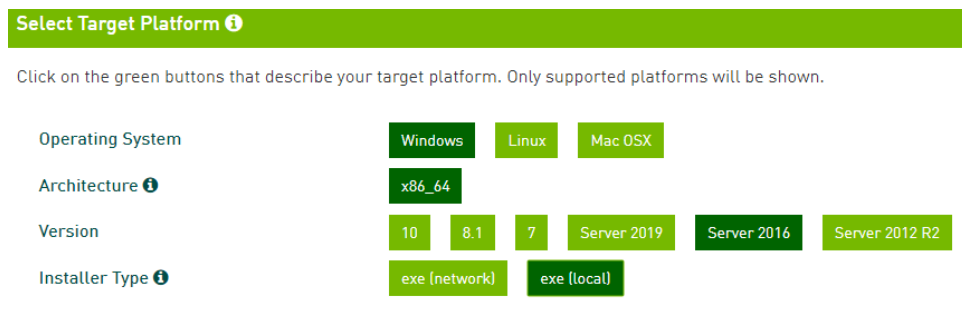 Select Target Platform
Click on the green buttons that describe your target platform. Only supported platforms will be shown.
Operating System Windows Linux Mac OSX
Architecture x86_64
Version 10 8.1 7 Server 2019 Server 2016 Server 2012 R2
Installer Type exe (network) exe (local)